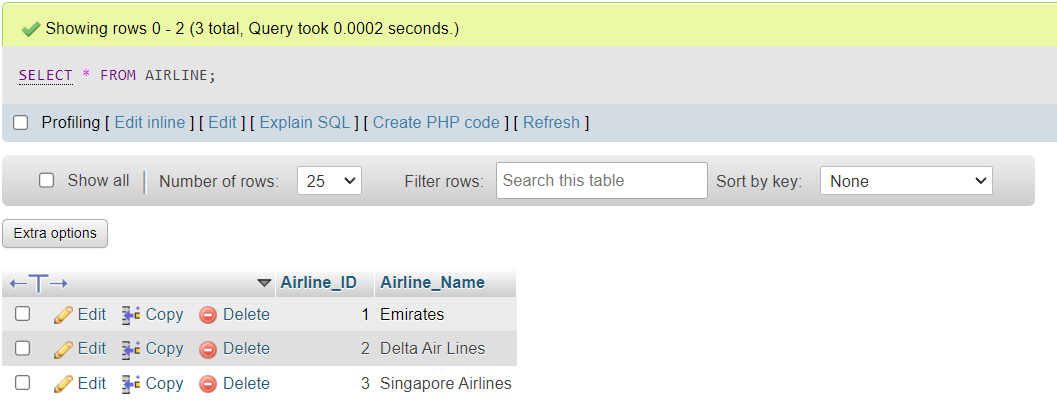 Showing rows 0 - 2 (3 total, Query took 0.0002 seconds.)
SELECT * FROM AIRLINE;
Profiling [ Edit inline ] [ Edit ] [ Explain SQL ] [ Create PHP code ] [ Refresh ]
Show all | Number of rows: 25 Filter rows: Search this table Sort by key: None
Extra options
←T→ Airline_ID Airline_Name
Edit Copy Delete 1 Emirates
Edit Copy Delete 2 Delta Air Lines
Edit Copy Delete 3 Singapore Airlines